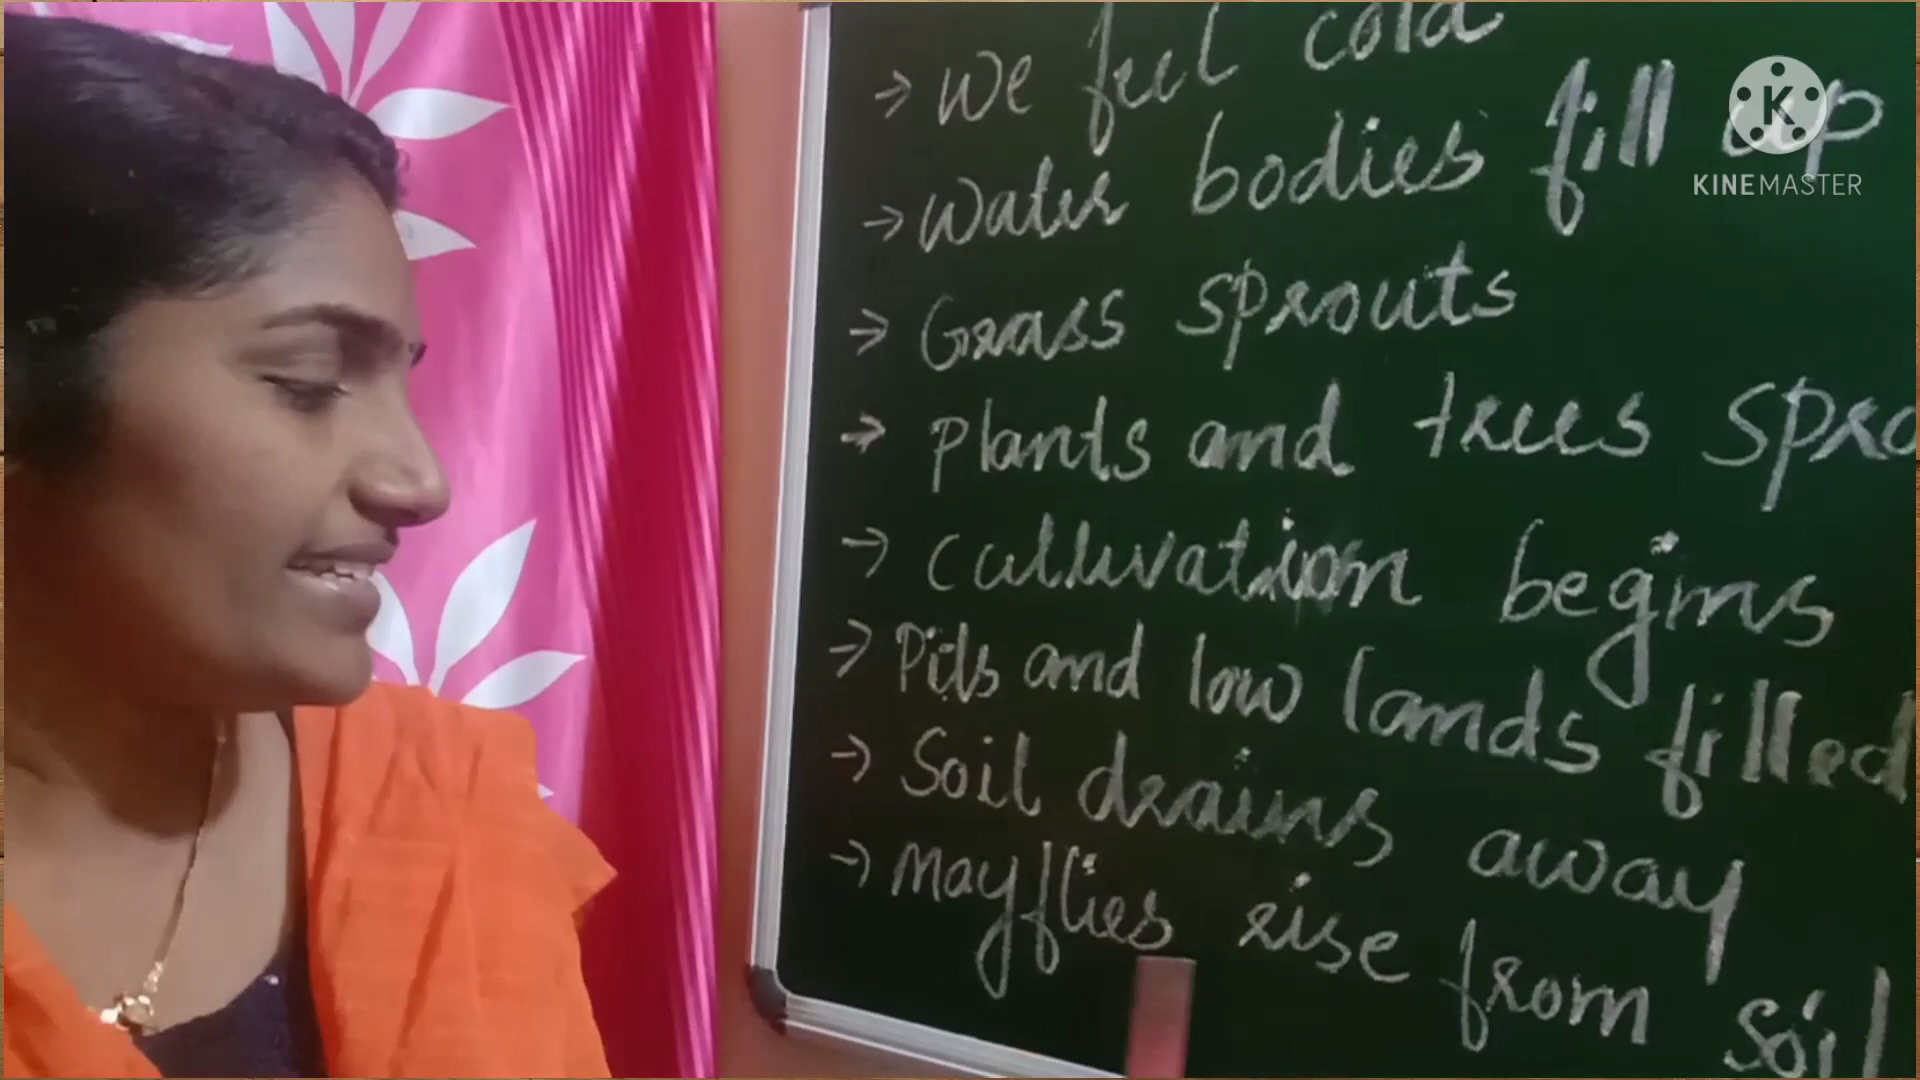 → We feel cold
→ Water bodies fill up
→ Grass sprouts
→ Plants and trees spro
→ Cultivation begins
→ Pits and low lands filled
→ Soil drains away
→ Mayflies rise from soil
KINEMASTER